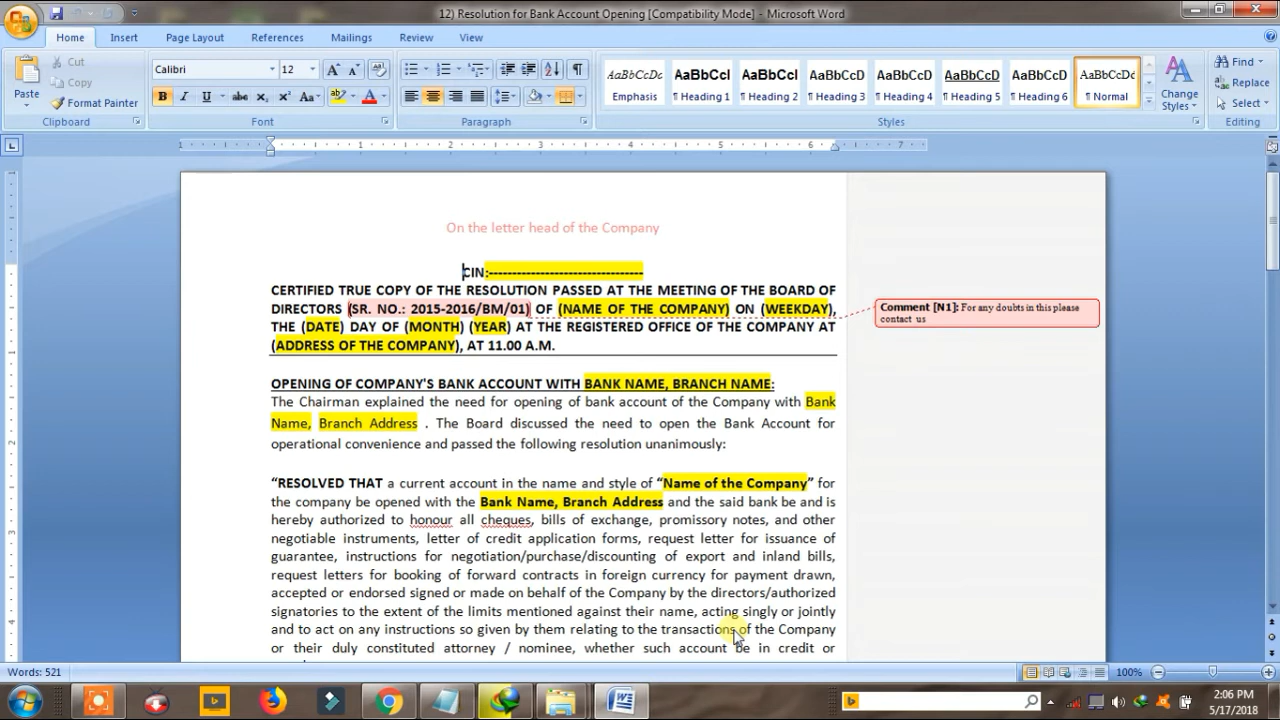 12) Resolution for Bank Account Opening [Compatibility Mode] - Microsoft Word
Home Insert Page Layout References Mailings Review View
Paste
Cut
Copy
Format Painter
Clipboard
Calibri 12
Font
Paragraph
AaBbCcDc AaBbCcI AaBbCcI AaBbCcI AaBbCcI AaBbCcD AaBbCcI AaBbCcDc
Emphasis ¶ Heading 1 ¶ Heading 2 ¶ Heading 3 ¶ Heading 4 ¶ Heading 5 ¶ Heading 6 ¶ Normal
Change Styles
Styles
Find
Replace
Select
Editing
On the letter head of the Company
CIN:---------------------------------
CERTIFIED TRUE COPY OF THE RESOLUTION PASSED AT THE MEETING OF THE BOARD OF
DIRECTORS (SR. NO.: 2015-2016/BM/01) OF (NAME OF THE COMPANY) ON (WEEKDAY),
THE (DATE) DAY OF (MONTH) (YEAR) AT THE REGISTERED OFFICE OF THE COMPANY AT
(ADDRESS OF THE COMPANY), AT 11.00 A.M.
Comment [N1]: For any doubts in this please
contact us
OPENING OF COMPANY'S BANK ACCOUNT WITH BANK NAME, BRANCH NAME:
The Chairman explained the need for opening of bank account of the Company with Bank
Name, Branch Address . The Board discussed the need to open the Bank Account for
operational convenience and passed the following resolution unanimously:
“RESOLVED THAT a current account in the name and style of “Name of the Company” for
the company be opened with the Bank Name, Branch Address and the said bank be and is
hereby authorized to honour all cheques, bills of exchange, promissory notes, and other
negotiable instruments, letter of credit application forms, request letter for issuance of
guarantee, instructions for negotiation/purchase/discounting of export and inland bills,
request letters for booking of forward contracts in foreign currency for payment drawn,
accepted or endorsed signed or made on behalf of the Company by the directors/authorized
signatories to the extent of the limits mentioned against their name, acting singly or jointly
and to act on any instructions so given by them relating to the transactions of the Company
or their duly constituted attorney / nominee, whether such account be in credit or
Words: 521
100%
2:06 PM
5/17/2018